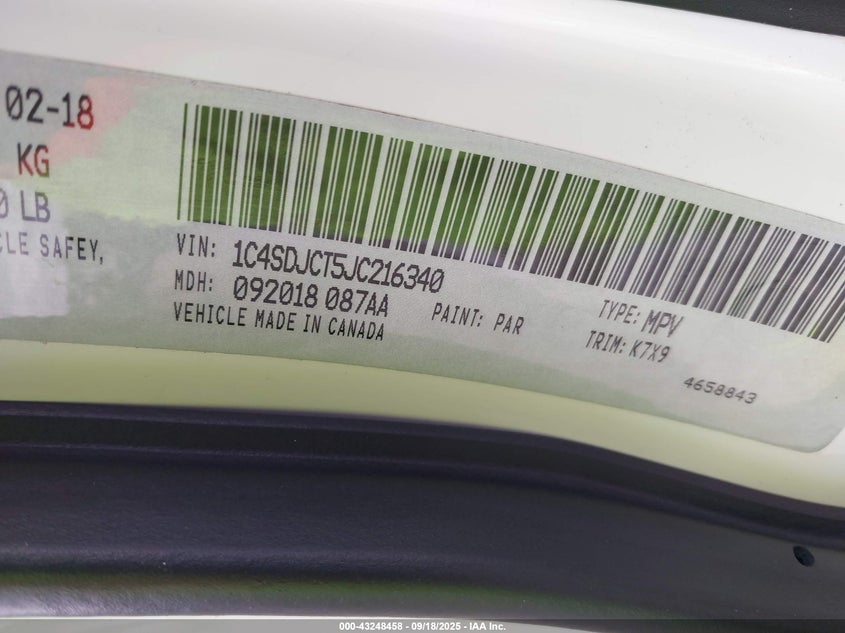 02-18
KG
0 LB
CLE SAFEY,
VIN: 1C4SDJCT5JC216340
MDH: 092018 087AA
PAINT: PAR
TYPE: MPV
VEHICLE MADE IN CANADA
TRIM: K7X9
4658843
000-43248458 - 09/18/2025 - IAA Inc.